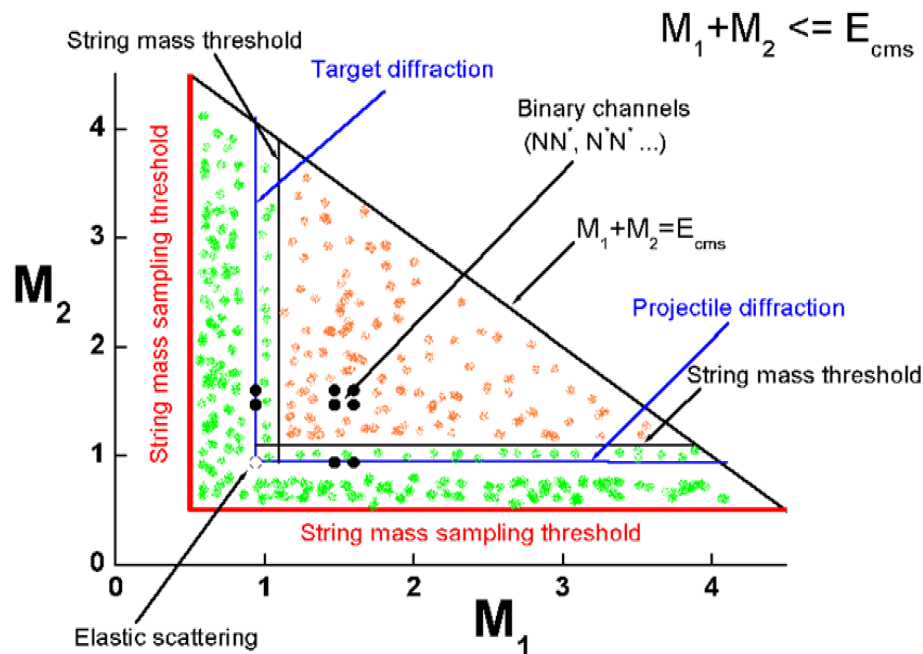 M1+M2 <= Ecms
String mass threshold
Target diffraction
Binary channels
(NN*, N*N* ...)
M1+M2=Ecms
Projectile diffraction
String mass threshold
String mass sampling threshold
M2
4
3
2
1
0
String mass sampling threshold
0
1
2
3
4
M1
Elastic scattering